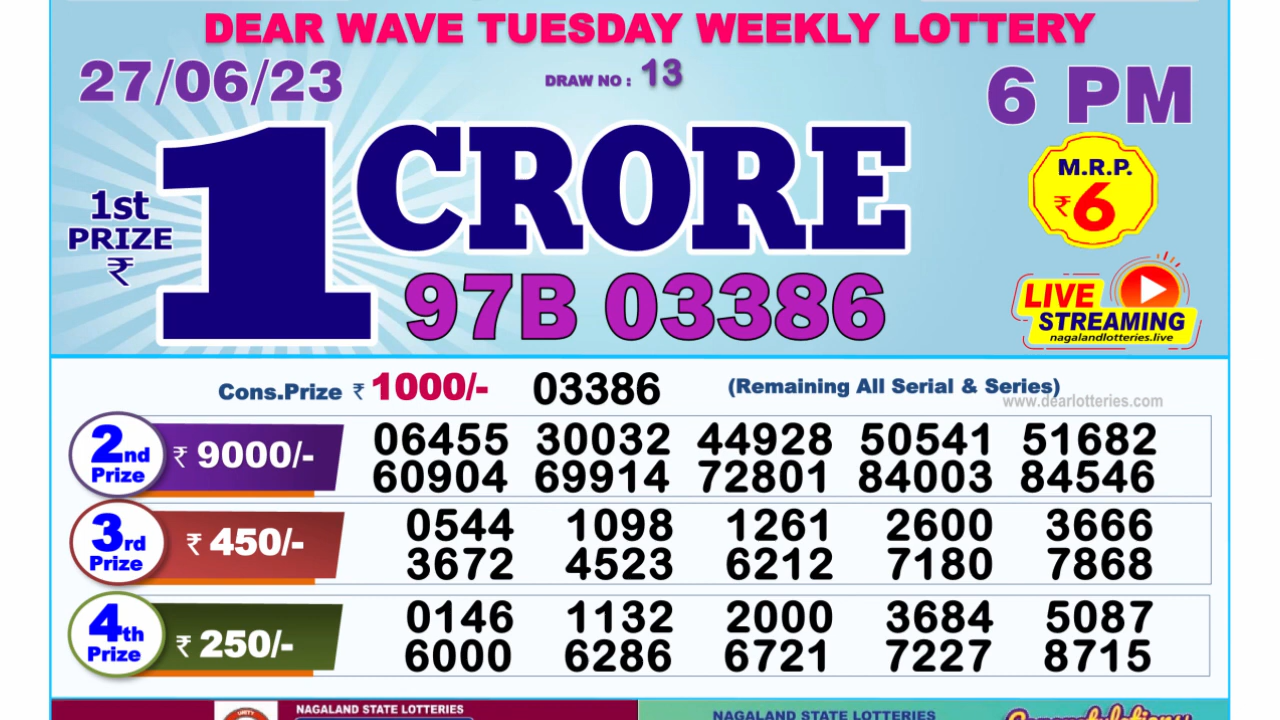 DEAR WAVE TUESDAY WEEKLY LOTTERY
27/06/23
DRAW NO : 13
6 PM
1st
PRIZE
₹
1 CRORE
97B 03386
M.R.P.
₹6
LIVE
STREAMING
nagalandlotteries.live
Cons.Prize ₹ 1000/- 03386 (Remaining All Serial & Series)
www.dearlotteries.com
2nd
Prize
₹ 9000/-
06455 30032 44928 50541 51682
60904 69914 72801 84003 84546
3rd
Prize
₹ 450/-
0544 1098 1261 2600 3666
3672 4523 6212 7180 7868
4th
Prize
₹ 250/-
0146 1132 2000 3684 5087
6000 6286 6721 7227 8715
NAGALAND STATE LOTTERIES
NAGALAND STATE LOTTERIES
Congratulations